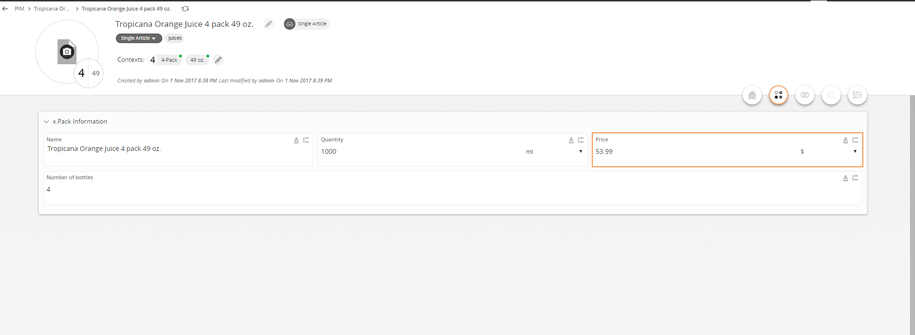 PIM › Tropicana Or... › Tropicana Orange Juice 4 pack 49 oz.
Tropicana Orange Juice 4 pack 49 oz. Single Article
Single Article Juices
Contexts: 4 4-Pack 49 oz.
4 49
Created by admin On 1 Nov 2017 8:38 PM Last modified by admin On 1 Nov 2017 8:39 PM
x.Pack Information
Name Quantity Price
Tropicana Orange Juice 4 pack 49 oz. 1000 ml 53.99 $
Number of bottles
4